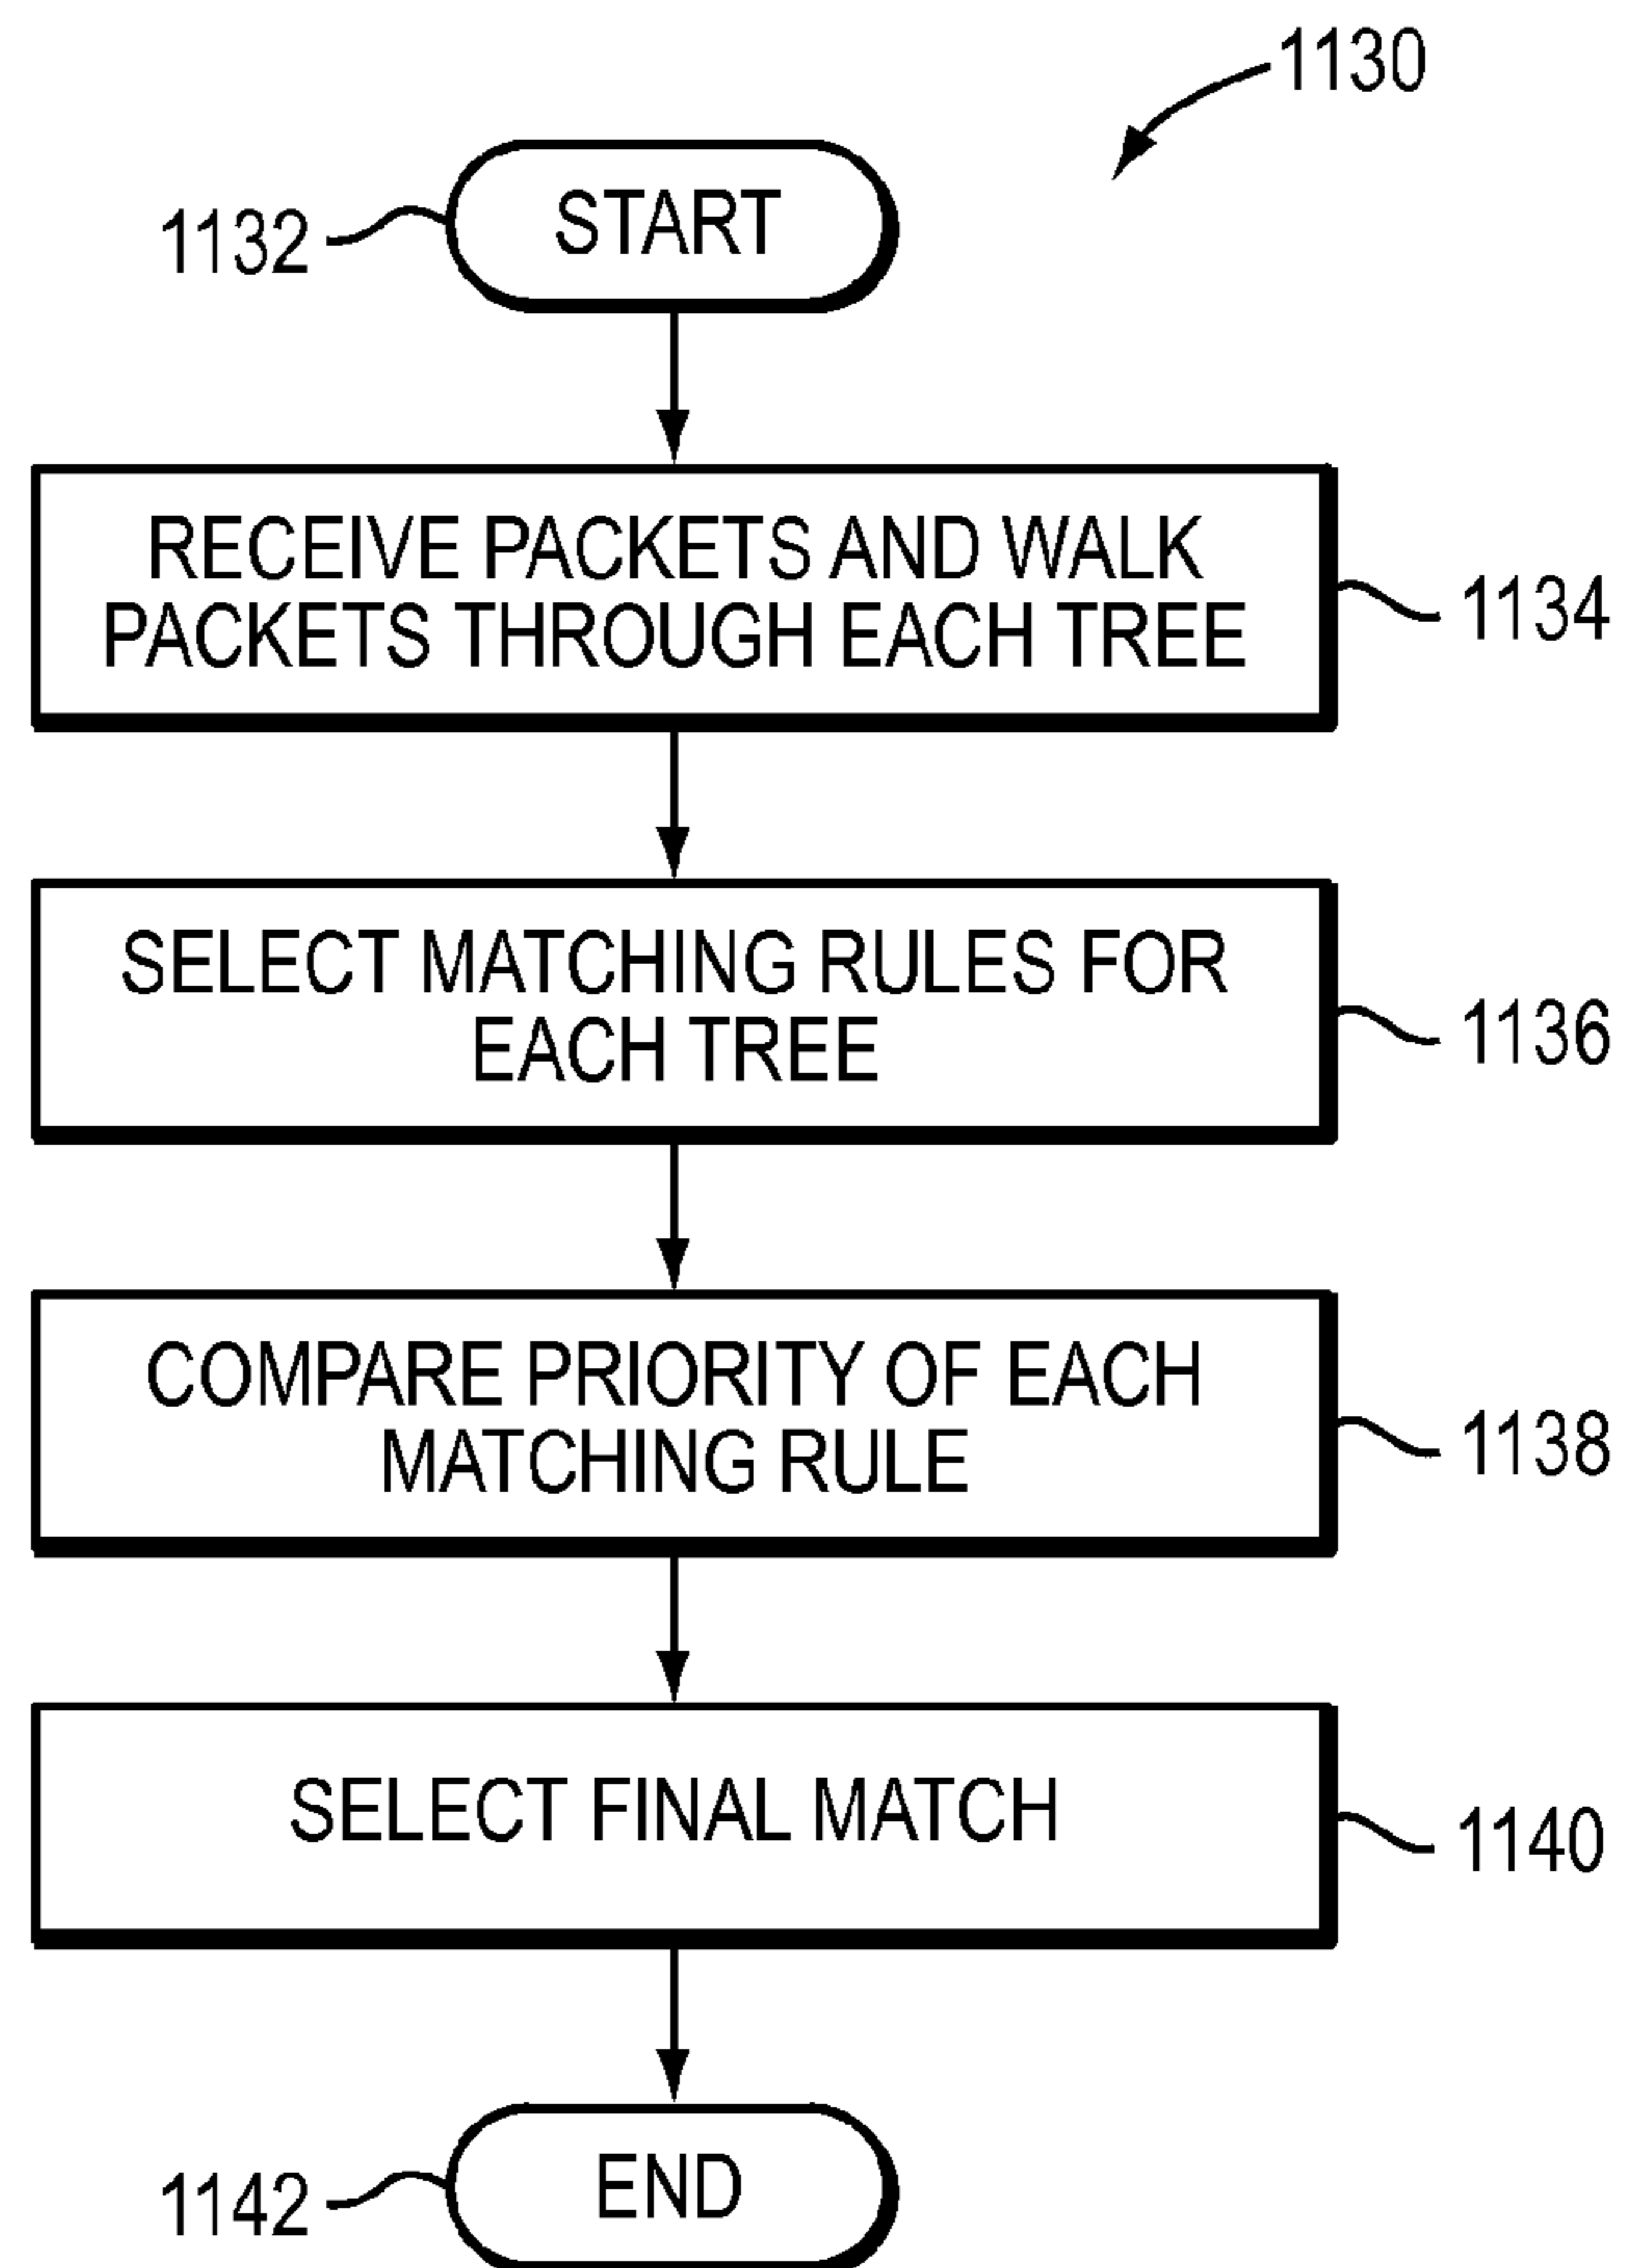 1130
START
1132
RECEIVE PACKETS AND WALK
PACKETS THROUGH EACH TREE
1134
SELECT MATCHING RULES FOR
EACH TREE
1136
COMPARE PRIORITY OF EACH
MATCHING RULE
1138
SELECT FINAL MATCH
1140
END
1142